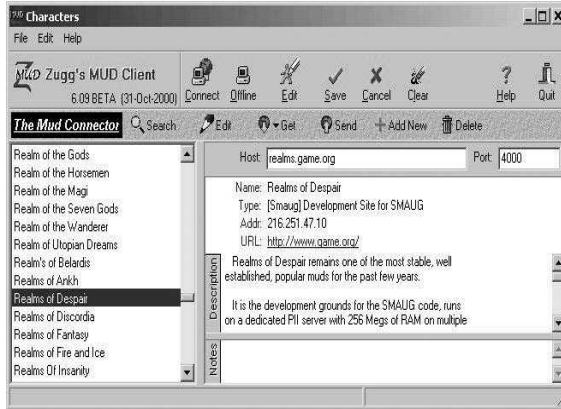 Characters
File Edit Help
Zugg's MUD Client
6.09 BETA (31-Oct-2000)
Connect Offline Edit Save Cancel Clear Help Quit
The Mud Connector Search Edit Get Send Add New Delete
Realm of the Gods
Realm of the Horsemen
Realm of the Magi
Realm of the Seven Gods
Realm of the Wanderer
Realm of Utopian Dreams
Realm's of Belardis
Realms of Ankh
Realms of Despair
Realms of Discordia
Realms of Fantasy
Realms of Fire and Ice
Realms Of Insanity
Host: realms.game.org Port: 4000
Name: Realms of Despair
Type: [Smaug] Development Site for SMAUG
Addr: 216.251.47.10
URL: http://www.game.org/
Description
Realms of Despair remains one of the most stable, well
established, popular muds for the past few years.
It is the development grounds for the SMAUG code, runs
on a dedicated PII server with 256 Megs of RAM on multiple
Notes